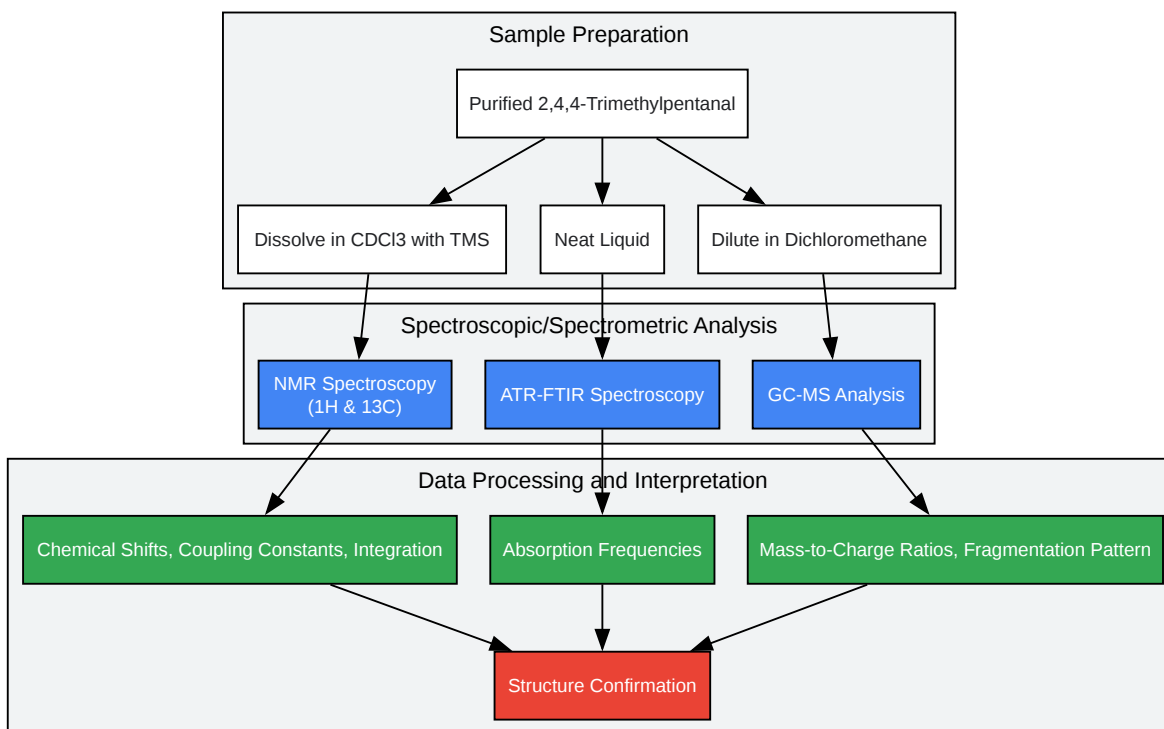 Sample Preparation
Purified 2,4,4-Trimethylpentanal
Dissolve in CDCl3 with TMS
Neat Liquid
Dilute in Dichloromethane
Spectroscopic/Spectrometric Analysis
NMR Spectroscopy
(1H & 13C)
ATR-FTIR Spectroscopy
GC-MS Analysis
Data Processing and Interpretation
Chemical Shifts, Coupling Constants, Integration
Absorption Frequencies
Mass-to-Charge Ratios, Fragmentation Pattern
Structure Confirmation